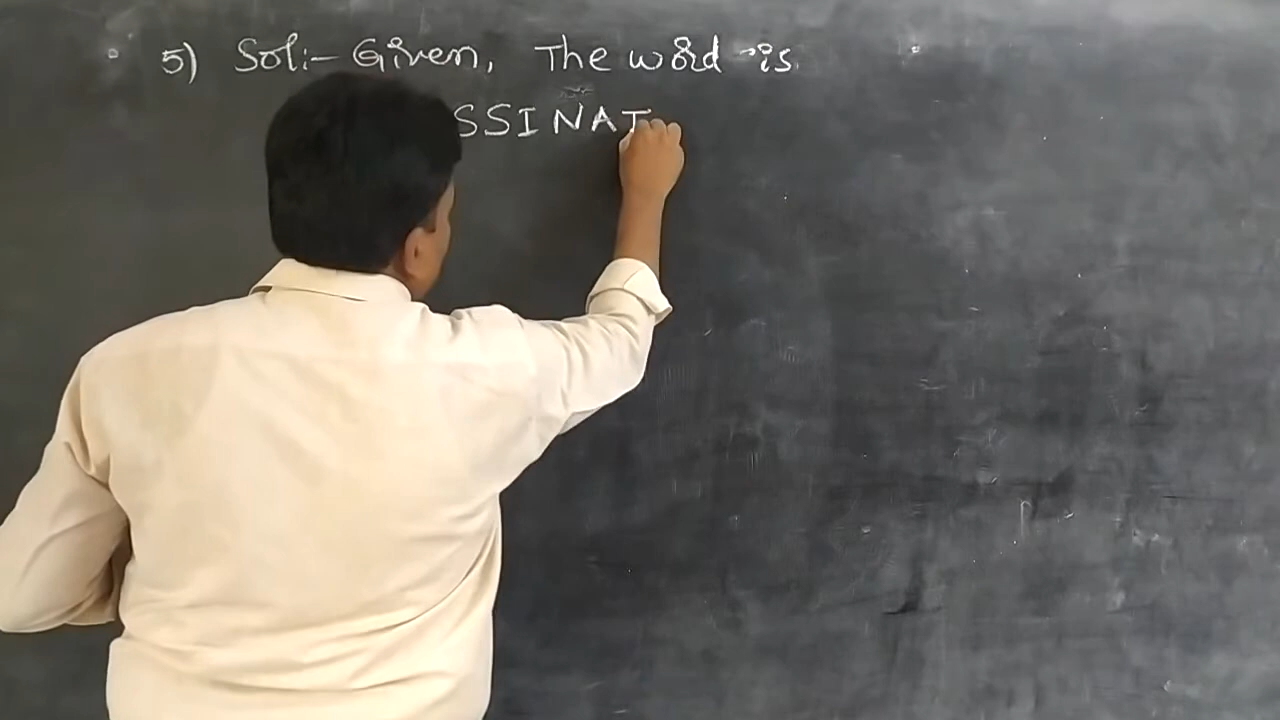 5) Sol:- Given, The word is
SSINAT